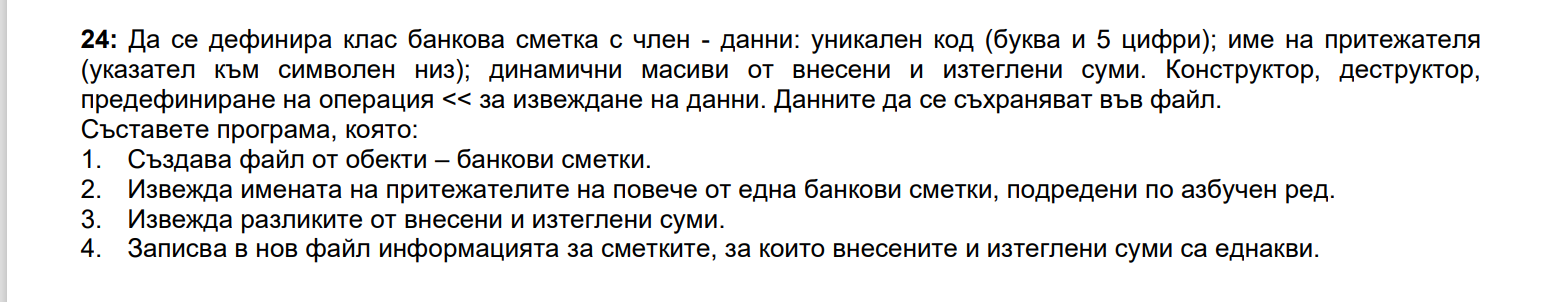 24: Да се дефинира клас банкова сметка с член - данни: уникален код (буква и 5 цифри); име на притежателя
(указател към символен низ); динамични масиви от внесени и изтеглени суми. Конструктор, деструктор,
предефиниране на операция << за извеждане на данни. Данните да се съхраняват във файл.
Съставете програма, която:
1. Създава файл от обекти – банкови сметки.
2. Извежда имената на притежателите на повече от една банкови сметки, подредени по азбучен ред.
3. Извежда разликите от внесени и изтеглени суми.
4. Записва в нов файл информацията за сметките, за които внесените и изтеглени суми са еднакви.